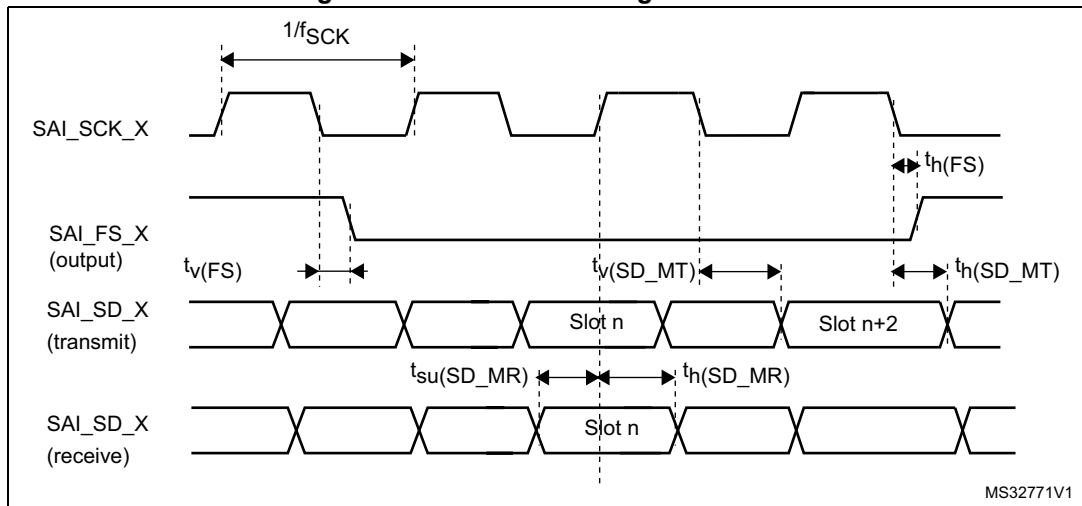 1/fSCK
SAI_SCK_X
th(FS)
SAI_FS_X
(output)
tv(FS)
tv(SD_MT)
th(SD_MT)
SAI_SD_X
(transmit)
Slot n
Slot n+2
tsu(SD_MR)
th(SD_MR)
SAI_SD_X
(receive)
Slot n
MS32771V1